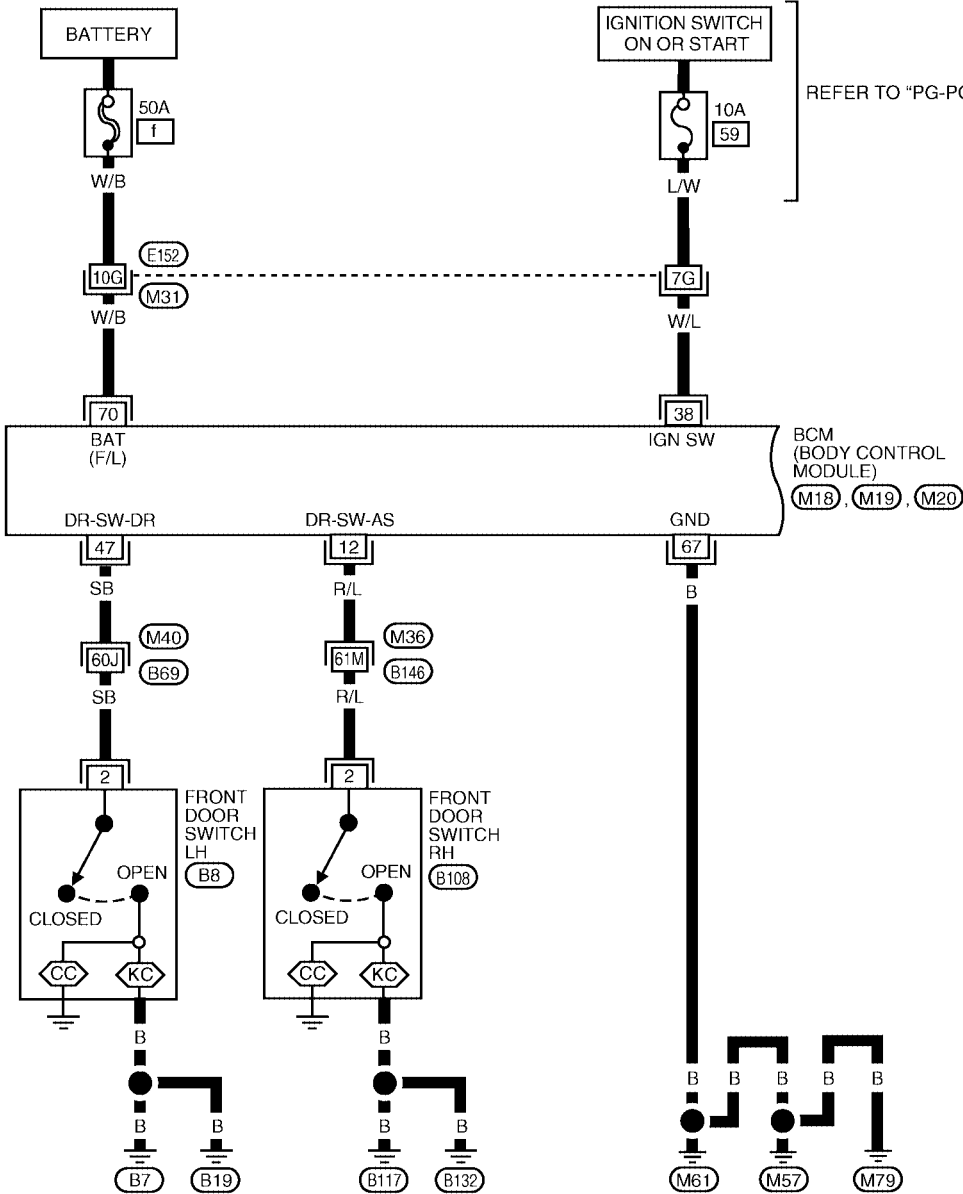 BATTERY
IGNITION SWITCH
ON OR START
REFER TO “PG-PO
50A
f
10A
59
W/B
L/W
E152
10G
7G
M31
W/B
W/L
70
38
BAT
(F/L)
IGN SW
BCM
(BODY CONTROL
MODULE)
M18 , M19 , M20
DR-SW-DR
DR-SW-AS
GND
47
12
67
SB
R/L
B
M40
M36
60J
61M
B69
B146
SB
R/L
2
2
FRONT
DOOR
SWITCH
LH
B8
FRONT
DOOR
SWITCH
RH
B108
OPEN
OPEN
CLOSED
CLOSED
CC
KC
CC
KC
B
B
B
B
B
B
B
B
B
B
B
B7
B19
B117
B132
M61
M57
M79